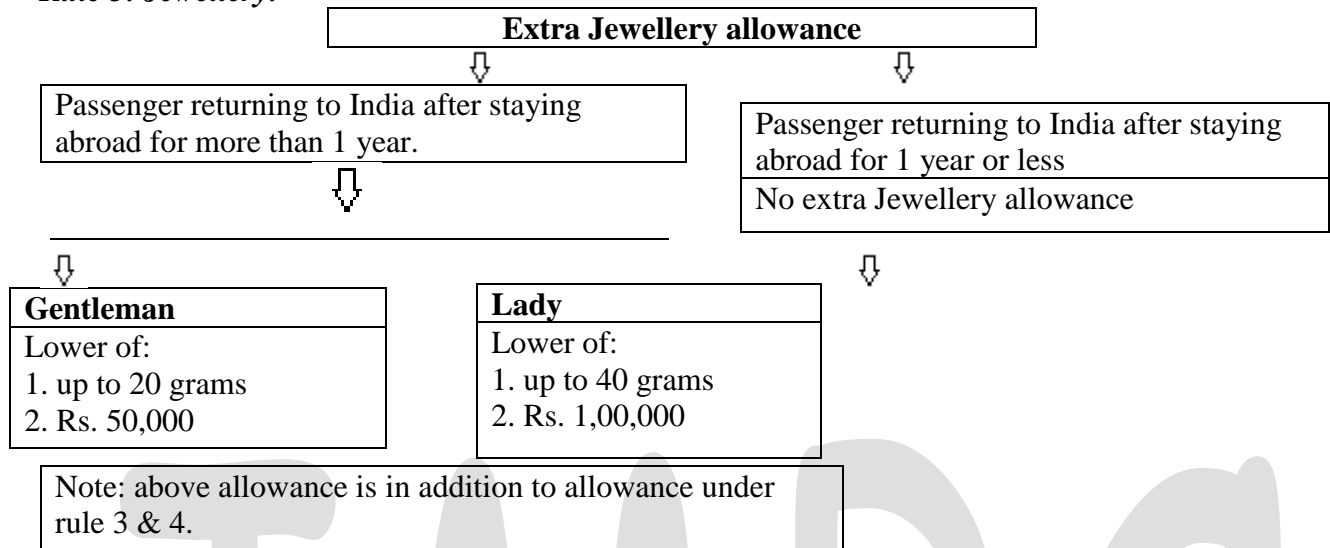 Extra Jewellery allowance
Passenger returning to India after staying
abroad for more than 1 year.
Passenger returning to India after staying
abroad for 1 year or less
No extra Jewellery allowance
Gentleman
Lower of:
1. up to 20 grams
2. Rs. 50,000
Lady
Lower of:
1. up to 40 grams
2. Rs. 1,00,000
Note: above allowance is in addition to allowance under
rule 3 & 4.